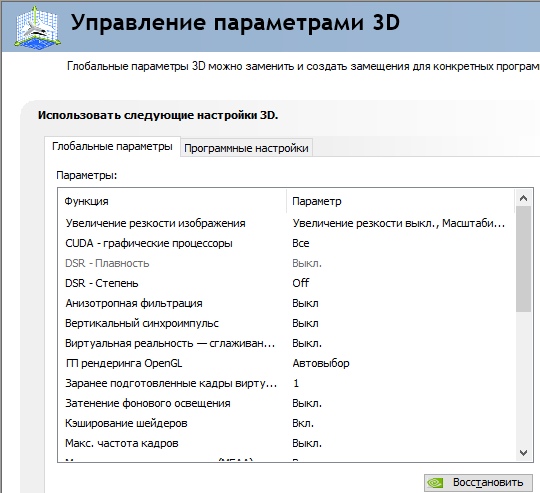 Управление параметрами 3D
Глобальные параметры 3D можно заменить и создать замещения для конкретных програм
Использовать следующие настройки 3D.
Глобальные параметры Программные настройки
Параметры:
Функция Параметр
Увеличение резкости изображения Увеличение резкости выкл., Масштаби...
CUDA - графические процессоры Все
DSR - Плавность Выкл.
DSR - Степень Off
Анизотропная фильтрация Выкл
Вертикальный синхроимпульс Выкл
Виртуальная реальность — сглаживан... Выкл.
ГП рендеринга OpenGL Автовыбор
Заранее подготовленные кадры вирту... 1
Затенение фонового освещения Выкл.
Кэширование шейдеров Вкл.
Макс. частота кадров Выкл.
Восстановить